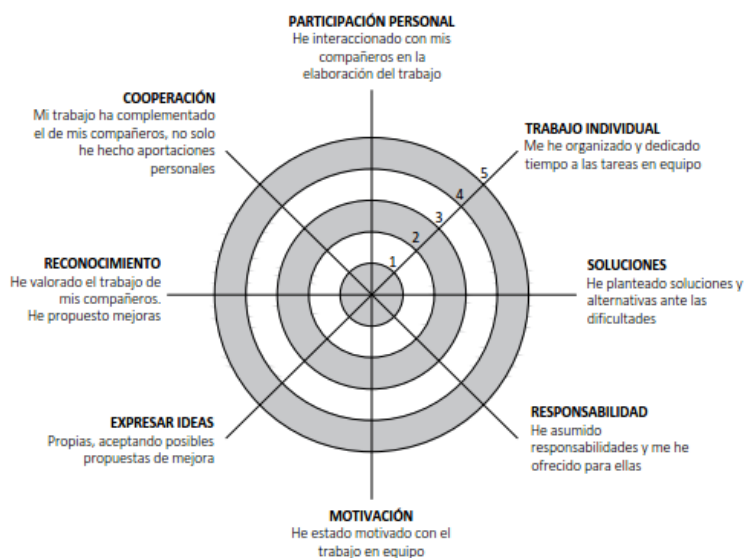 PARTICIPACIÓN PERSONAL
He interaccionado con mis
compañeros en la
elaboración del trabajo
COOPERACIÓN
Mi trabajo ha complementado
el de mis compañeros, no solo
he hecho aportaciones
personales
TRABAJO INDIVIDUAL
Me he organizado y dedicado
tiempo a las tareas en equipo
5
4
3
2
1
RECONOCIMIENTO
He valorado el trabajo de
mis compañeros.
He propuesto mejoras
SOLUCIONES
He planteado soluciones y
alternativas ante las
dificultades
EXPRESAR IDEAS
Propias, aceptando posibles
propuestas de mejora
RESPONSABILIDAD
He asumido
responsabilidades y me he
ofrecido para ellas
MOTIVACIÓN
He estado motivado con el
trabajo en equipo